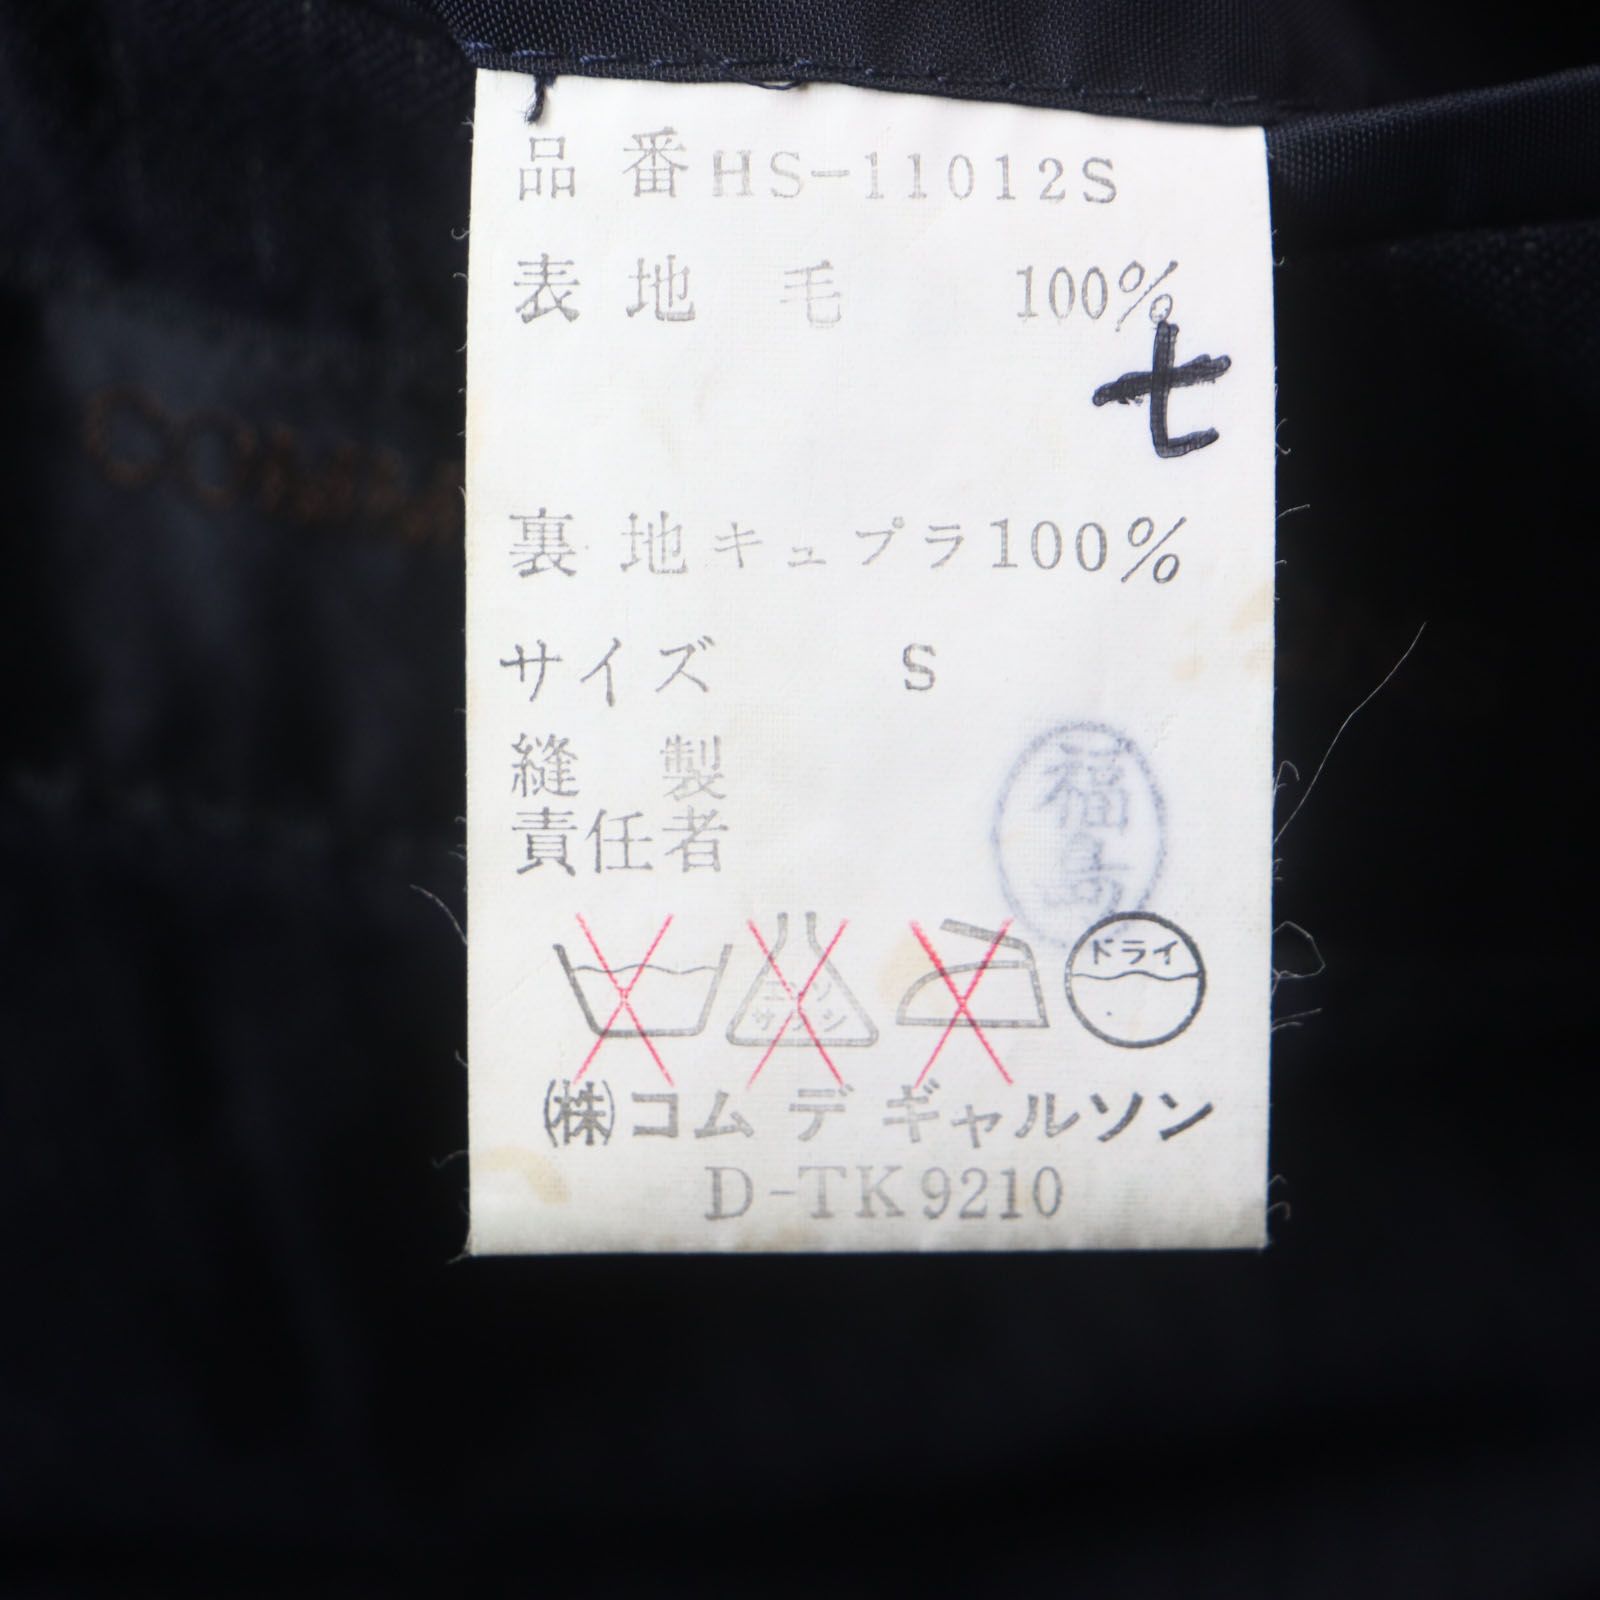 品番 HS-11012S
表地 毛 100%
七
裏地 キュプラ 100%
サイズ S
縫製
責任者
福島
エンソ
サラシ
ドライ
(株)コム デ ギャルソン
D-TK9210